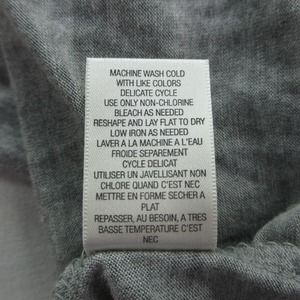 MACHINE WASH COLD
WITH LIKE COLORS
DELICATE CYCLE
USE ONLY NON-CHLORINE
BLEACH AS NEEDED
RESHAPE AND LAY FLAT TO DRY
LOW IRON AS NEEDED
LAVER A LA MACHINE A L'EAU
FROIDE SEPAREMENT
CYCLE DELICAT
UTILISER UN JAVELLISANT NON
CHLORE QUAND C'EST NEC
METTRE EN FORME SECHER A
PLAT
REPASSER, AU BESOIN, A TRES
BASSE TEMPERATURE C'EST
NEC